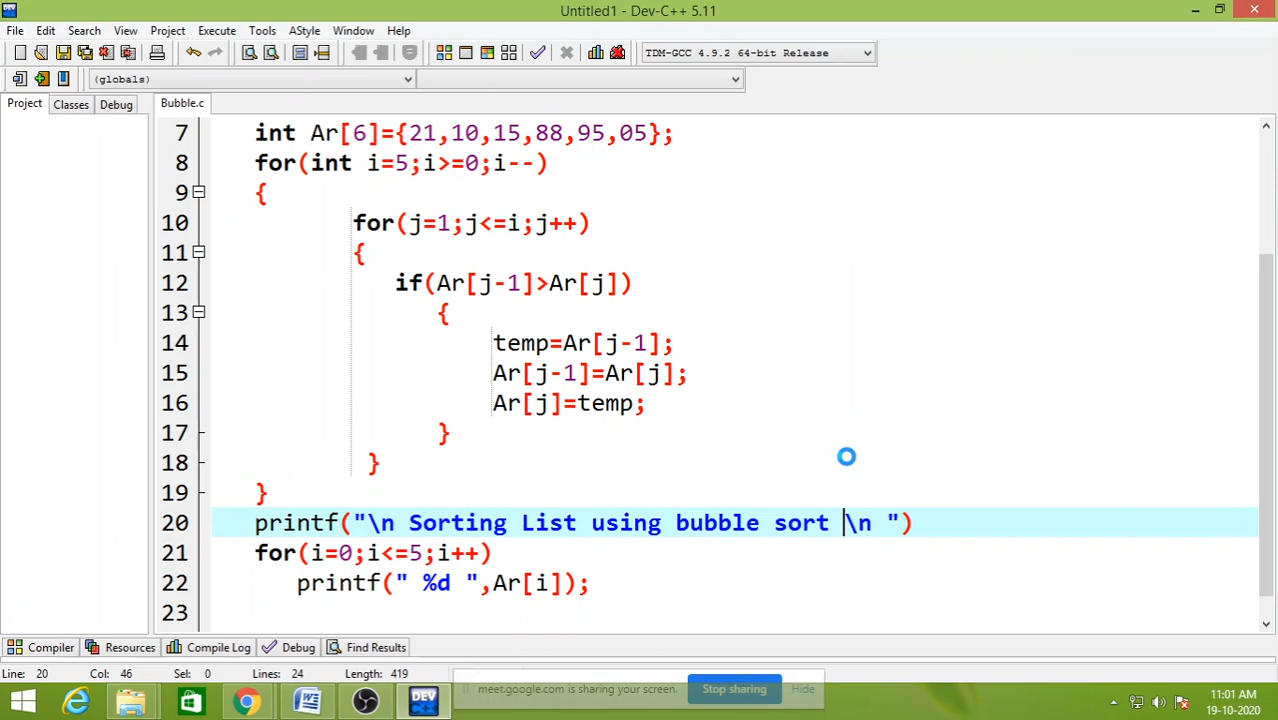 Untitled1 - Dev-C++ 5.11
File Edit Search View Project Execute Tools AStyle Window Help
TDM-GCC 4.9.2 64-bit Release
(globals)
Project Classes Debug Bubble.c
7 int Ar[6]={21,10,15,88,95,05};
8 for(int i=5;i>=0;i--)
9 {
10 for(j=1;j<=i;j++)
11 {
12 if(Ar[j-1]>Ar[j])
13 {
14 temp=Ar[j-1];
15 Ar[j-1]=Ar[j];
16 Ar[j]=temp;
17 }
18 }
19 }
20 printf("\n Sorting List using bubble sort \n ")
21 for(i=0;i<=5;i++)
22 printf(" %d ",Ar[i]);
23
Compiler Resources Compile Log Debug Find Results
Line: 20 Col: 46 Sel: 0 Lines: 24 Length: 419
meet.google.com is sharing your screen. Stop sharing Hide
DEV C++
11:01 AM
19-10-2020